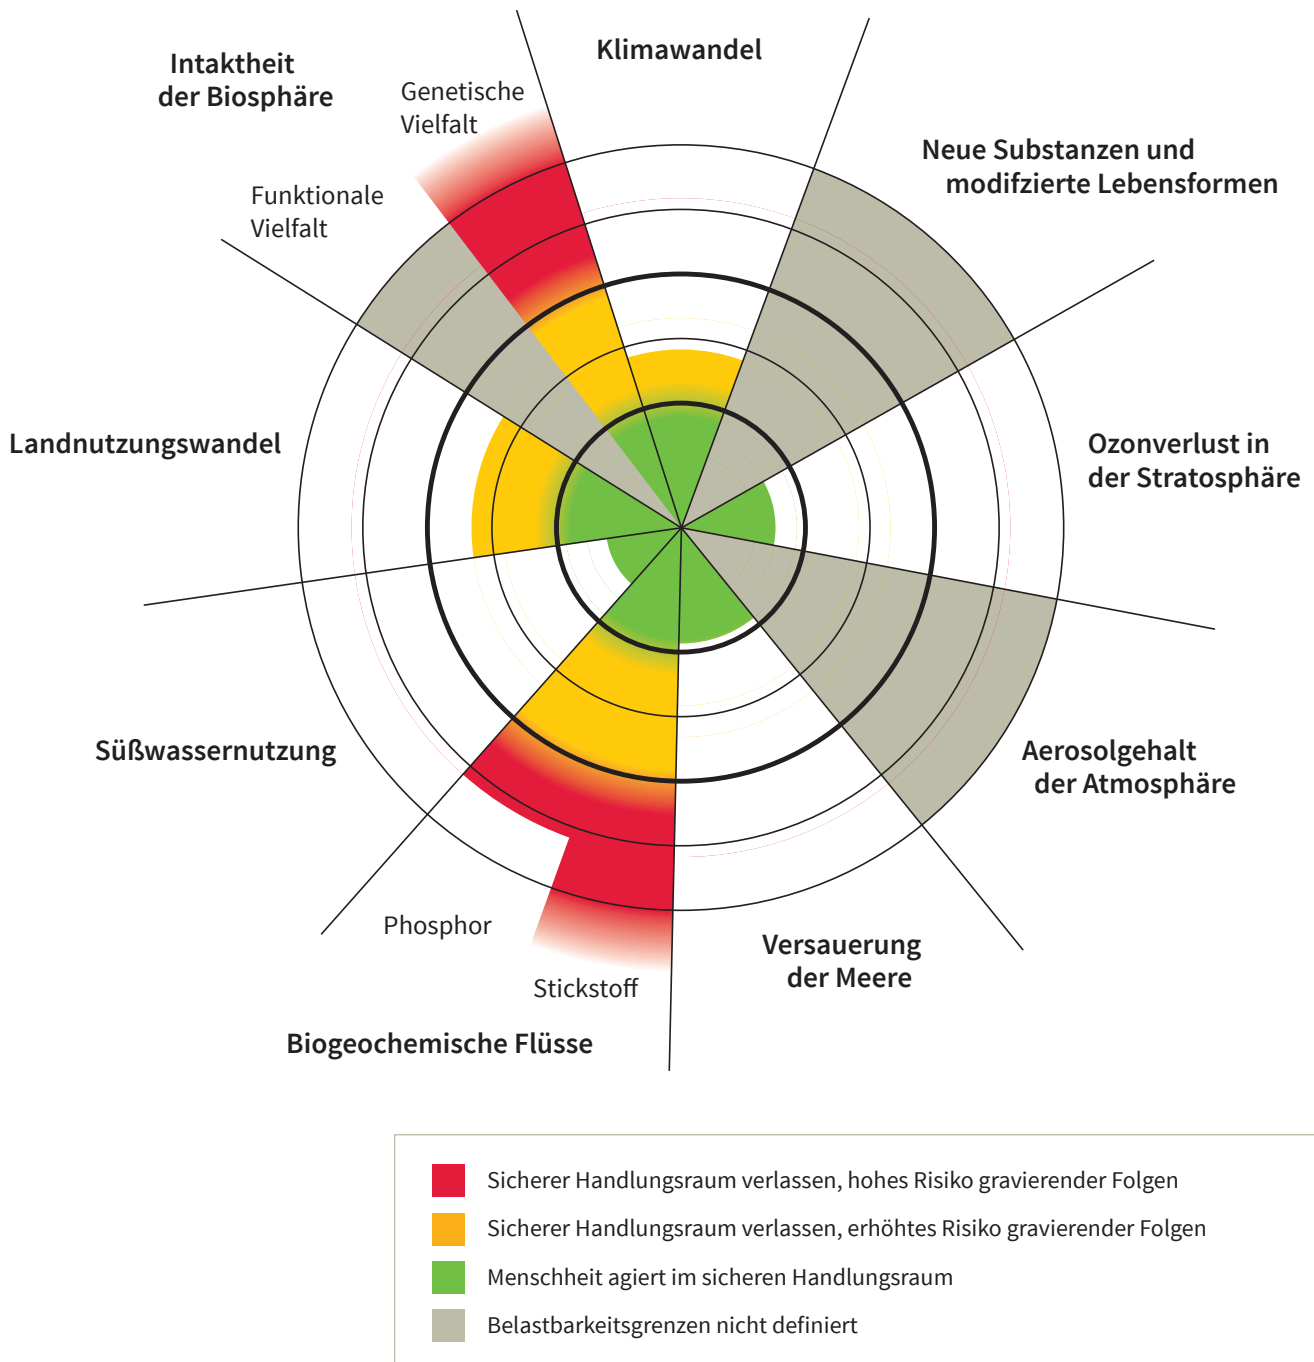 Klimawandel
Intaktheit
der Biosphäre
Genetische
Vielfalt
Funktionale
Vielfalt
Neue Substanzen und
modifzierte Lebensformen
Landnutzungswandel
Ozonverlust in
der Stratosphäre
Süßwassernutzung
Aerosolgehalt
der Atmosphäre
Phosphor
Stickstoff
Versauerung
der Meere
Biogeochemische Flüsse
Sicherer Handlungsraum verlassen, hohes Risiko gravierender Folgen
Sicherer Handlungsraum verlassen, erhöhtes Risiko gravierender Folgen
Menschheit agiert im sicheren Handlungsraum
Belastbarkeitsgrenzen nicht definiert